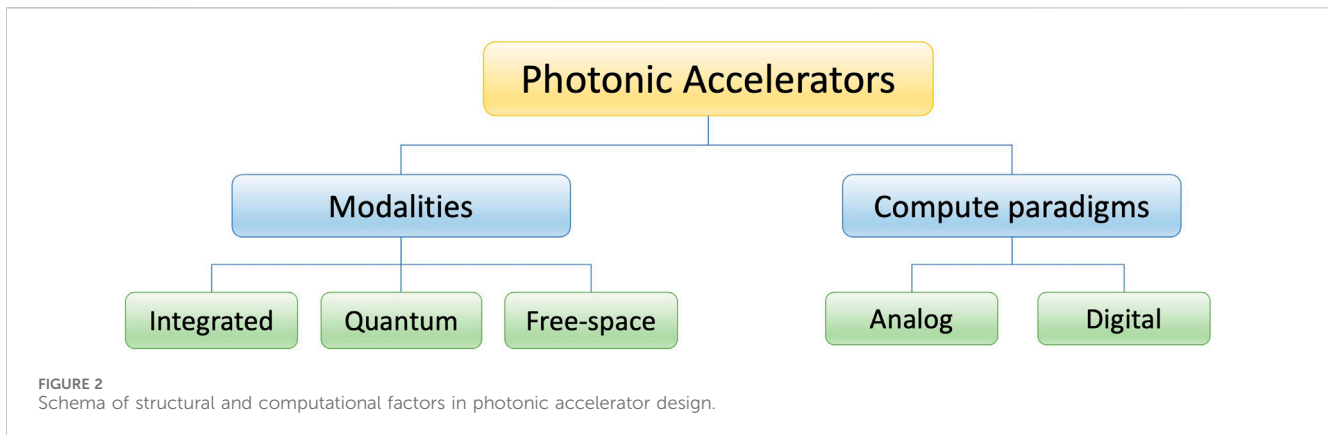 Photonic Accelerators
Modalities
Compute paradigms
Integrated
Quantum
Free-space
Analog
Digital
FIGURE 2
Schema of structural and computational factors in photonic accelerator design.